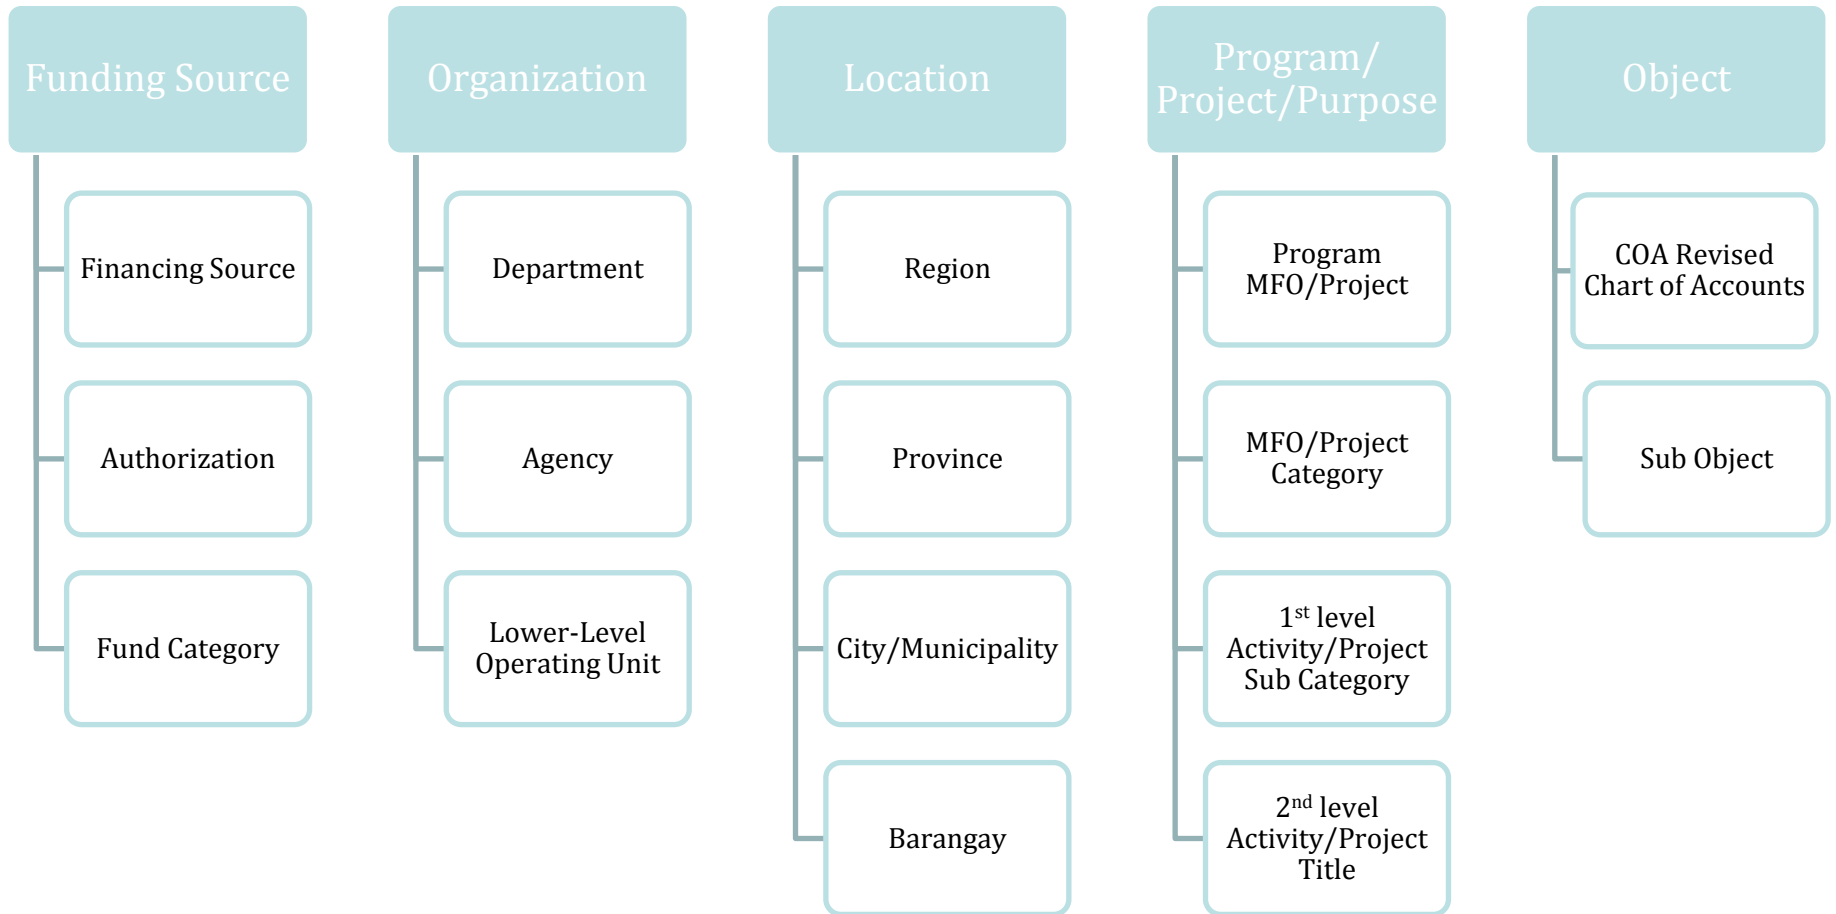 Funding Source
Financing Source
Authorization
Fund Category
Organization
Department
Agency
Lower-Level
Operating Unit
Location
Region
Province
City/Municipality
Barangay
Program/
Project/Purpose
Program
MFO/Project
MFO/Project
Category
1st level
Activity/Project
Sub Category
2nd level
Activity/Project
Title
Object
COA Revised
Chart of Accounts
Sub Object